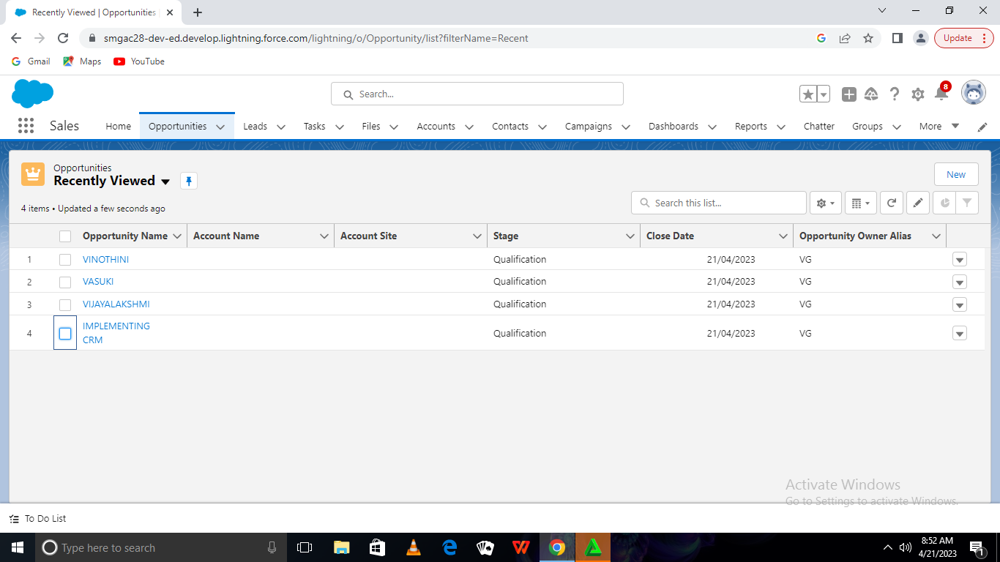 Recently Viewed | Opportunities
smgac28-dev-ed.develop.lightning.force.com/lightning/o/Opportunity/list?filterName=Recent
Update
Gmail Maps YouTube
Search...
8
Sales Home Opportunities Leads Tasks Files Accounts Contacts Campaigns Dashboards Reports Chatter Groups More
Opportunities
Recently Viewed
New
4 items • Updated a few seconds ago
Search this list...
Opportunity Name Account Name Account Site Stage Close Date Opportunity Owner Alias
1 VINOTHINI Qualification 21/04/2023 VG
2 VASUKI Qualification 21/04/2023 VG
3 VIJAYALAKSHMI Qualification 21/04/2023 VG
4 IMPLEMENTING CRM Qualification 21/04/2023 VG
Activate Windows
Go to Settings to activate Windows.
To Do List
Type here to search
8:52 AM
4/21/2023
1